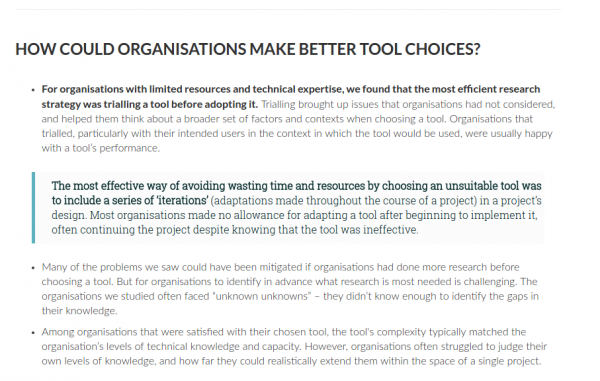 HOW COULD ORGANISATIONS MAKE BETTER TOOL CHOICES?
• For organisations with limited resources and technical expertise, we found that the most efficient research
strategy was trialling a tool before adopting it. Trialling brought up issues that organisations had not considered,
and helped them think about a broader set of factors and contexts when choosing a tool. Organisations that
trialled, particularly with their intended users in the context in which the tool would be used, were usually happy
with a tool's performance.
The most effective way of avoiding wasting time and resources by choosing an unsuitable tool was
to include a series of 'iterations' (adaptations made throughout the course of a project) in a project's
design. Most organisations made no allowance for adapting a tool after beginning to implement it,
often continuing the project despite knowing that the tool was ineffective.
• Many of the problems we saw could have been mitigated if organisations had done more research before
choosing a tool. But for organisations to identify in advance what research is most needed is challenging. The
organisations we studied often faced "unknown unknowns" – they didn't know enough to identify the gaps in
their knowledge.
• Among organisations that were satisfied with their chosen tool, the tool's complexity typically matched the
organisation's levels of technical knowledge and capacity. However, organisations often struggled to judge their
own levels of knowledge, and how far they could realistically extend them within the space of a single project.